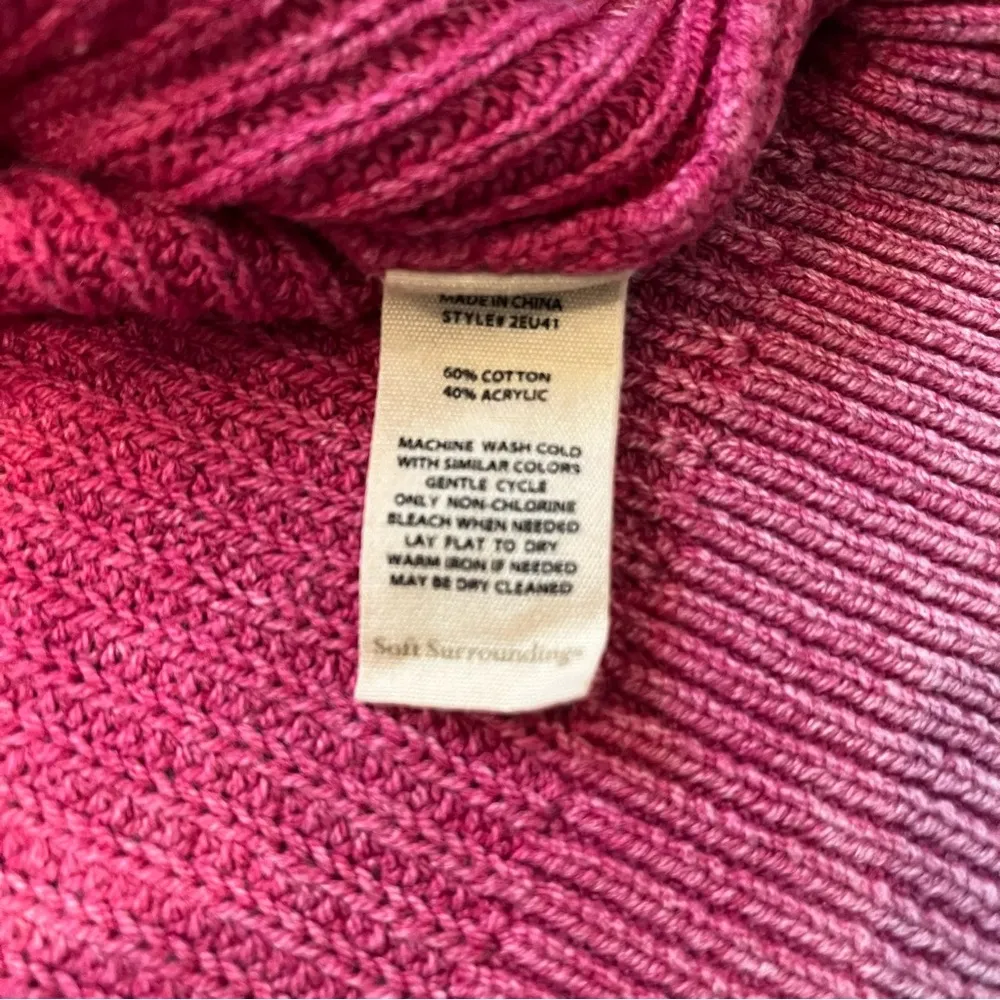 MADE IN CHINA
STYLE# 2EU41
60% COTTON
40% ACRYLIC
MACHINE WASH COLD
WITH SIMILAR COLORS
GENTLE CYCLE
ONLY NON-CHLORINE
BLEACH WHEN NEEDED
LAY FLAT TO DRY
WARM IRON IF NEEDED
MAY BE DRY CLEANED
Soft Surroundings